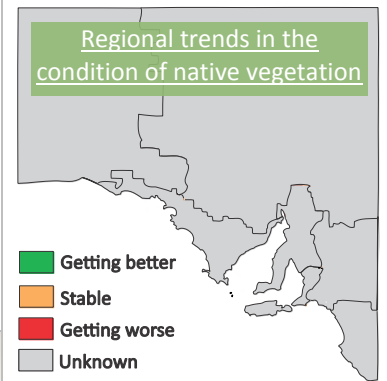 Regional trends in the
condition of native vegetation
Getting better
Stable
Getting worse
Unknown